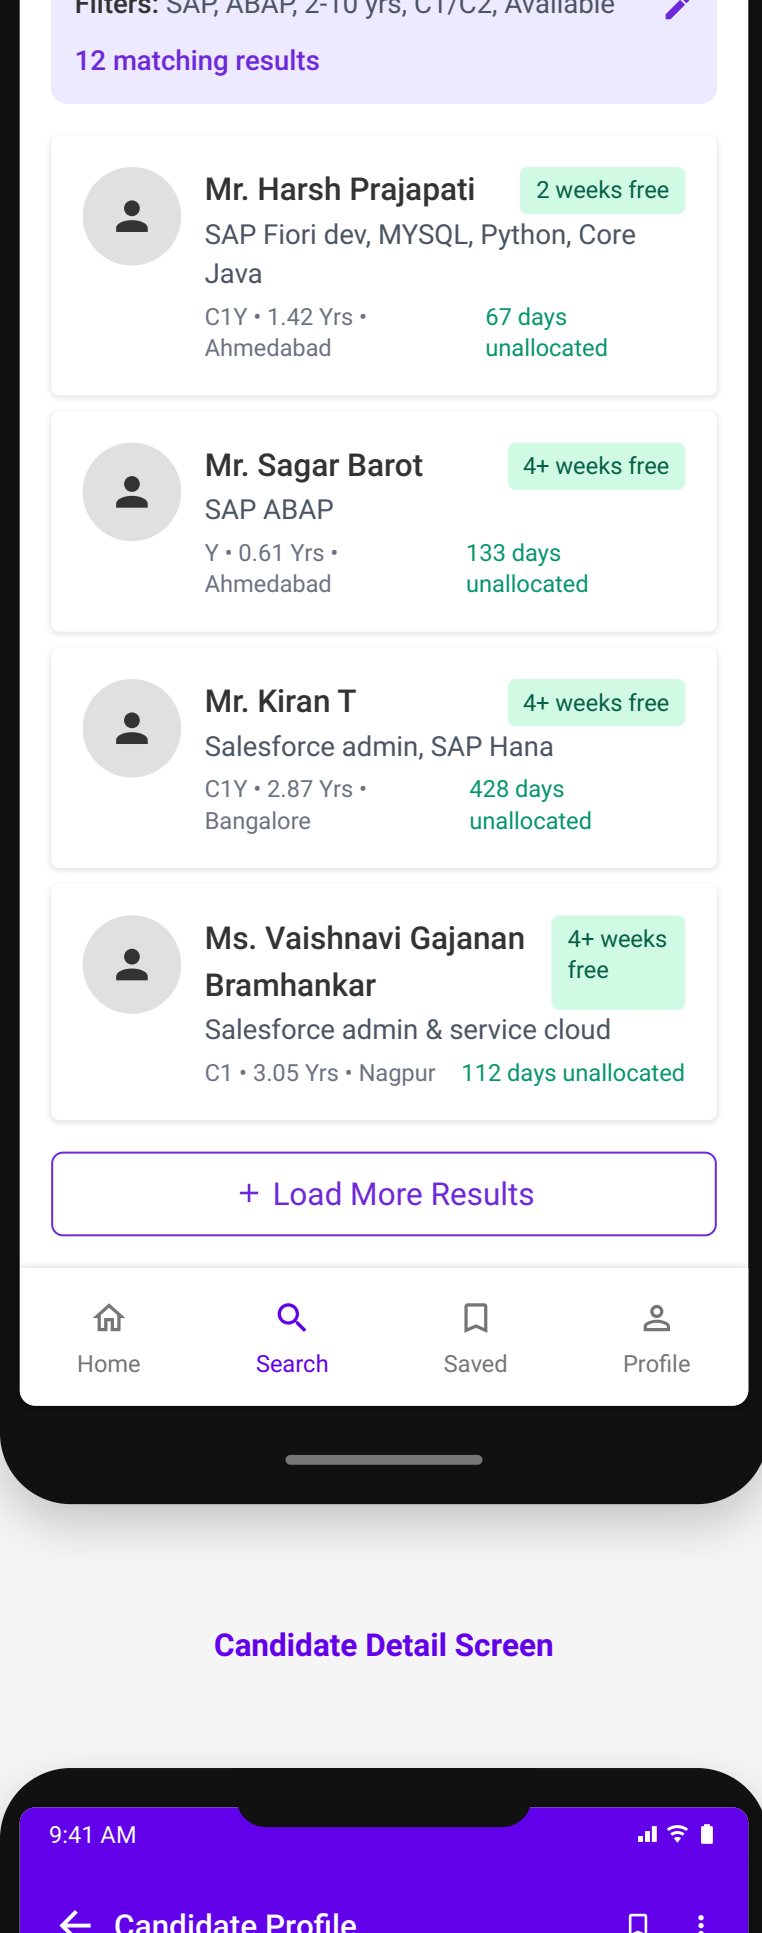 Filters: SAP, ABAP, 2-10 yrs, C1/C2, Available
12 matching results
Mr. Harsh Prajapati
2 weeks free
SAP Fiori dev, MYSQL, Python, Core
Java
C1Y • 1.42 Yrs •
Ahmedabad
67 days
unallocated
Mr. Sagar Barot
4+ weeks free
SAP ABAP
Y • 0.61 Yrs •
Ahmedabad
133 days
unallocated
Mr. Kiran T
4+ weeks free
Salesforce admin, SAP Hana
C1Y • 2.87 Yrs •
Bangalore
428 days
unallocated
Ms. Vaishnavi Gajanan
Bramhankar
4+ weeks
free
Salesforce admin & service cloud
C1 • 3.05 Yrs • Nagpur
112 days unallocated
+ Load More Results
Home
Search
Saved
Profile
Candidate Detail Screen
9:41 AM
Candidate Profile